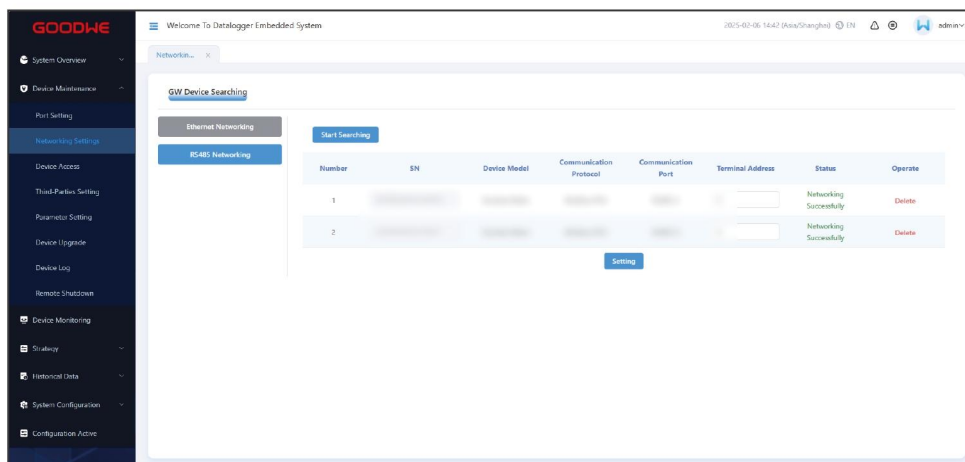 GOODWE
Welcome To Datalogger Embedded System
2025-02-06 14:42 (Asia/Shanghai) EN
admin
Networkin... ×
System Overview
Device Maintenance
Port Setting
Networking Settings
Device Access
Third-Parties Setting
Parameter Setting
Device Upgrade
Device Log
Remote Shutdown
Device Monitoring
Strategy
Historical Data
System Configuration
Configuration Active
GW Device Searching
Ethernet Networking
RS485 Networking
Start Searching
Number SN Device Model Communication Protocol Communication Port Terminal Address Status Operate
1 Networking Successfully Delete
2 Networking Successfully Delete
Setting